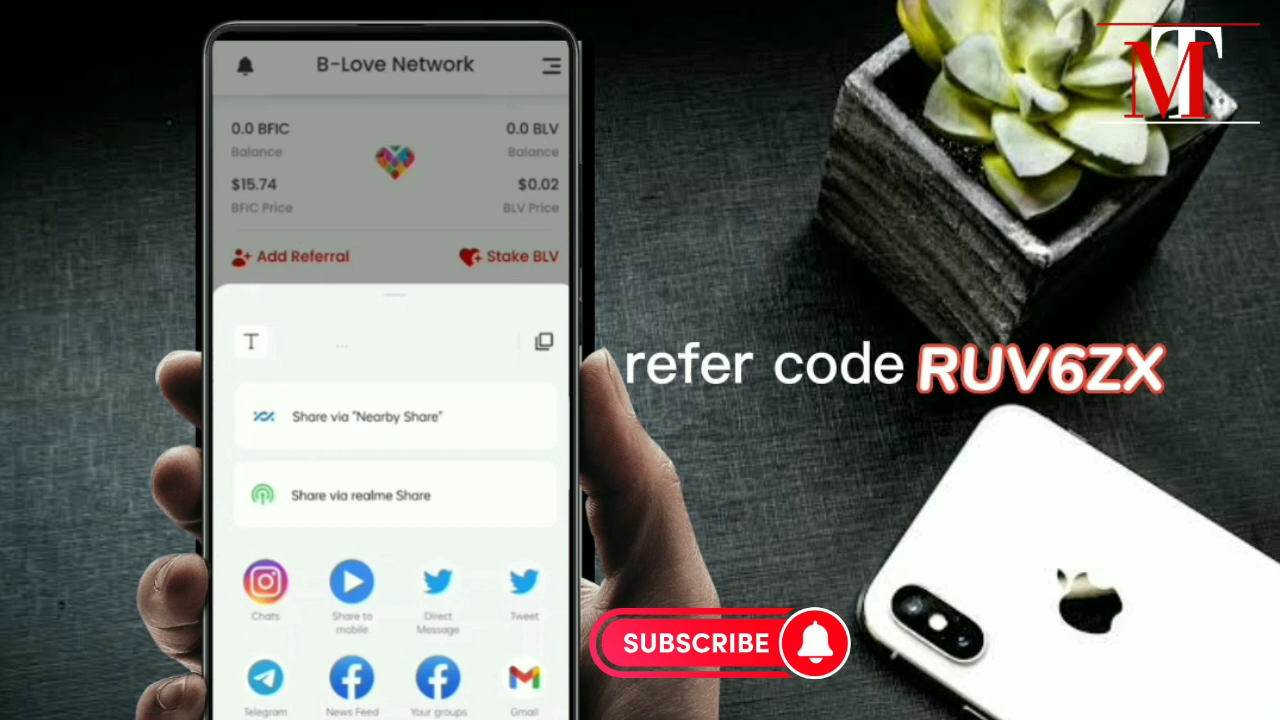 B-Love Network
0.0 BFIC
0.0 BLV
Balance
Balance
$15.74
$0.02
BFIC Price
BLV Price
Add Referral
Stake BLV
T
...
Share via "Nearby Share"
Share via realme Share
Chats
Share to mobile
Direct Message
Tweet
Telegram
News Feed
Your groups
Gmail
refer code RUV6ZX
SUBSCRIBE
MT